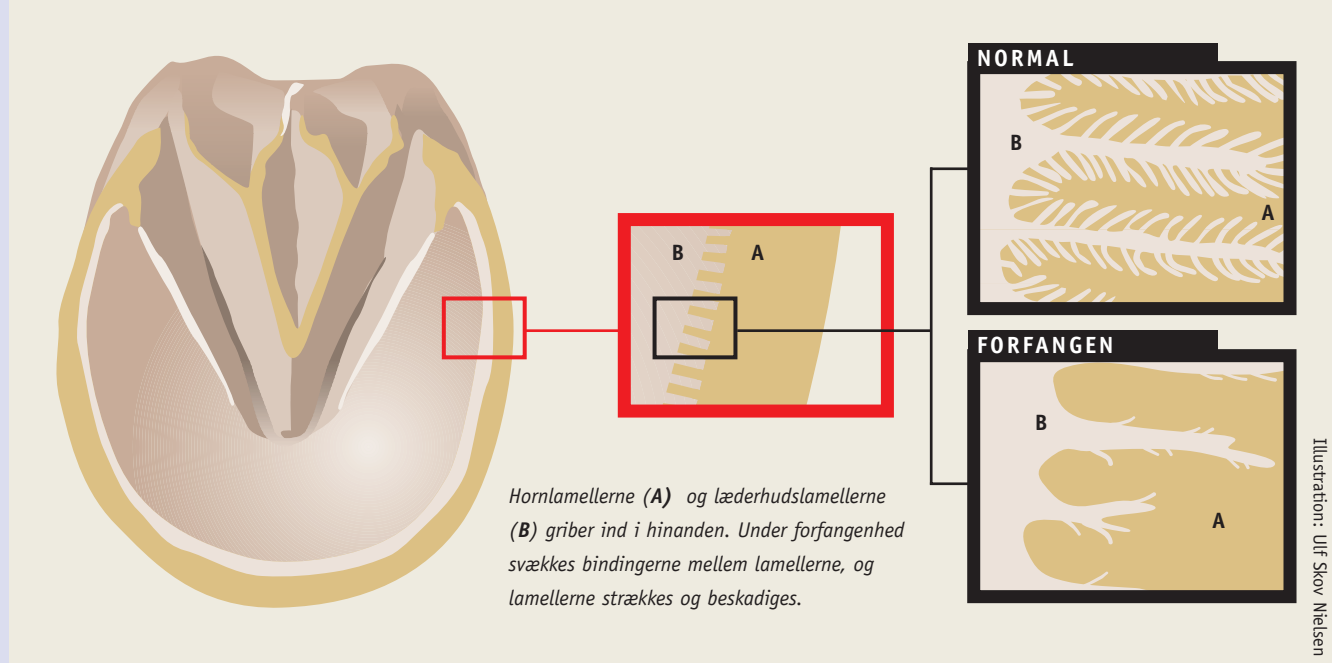 NORMAL
B
A
B
A
FORFANGEN
B
A
Hornlamellerne (A) og læderhudslamellerne
(B) griber ind i hinanden. Under forfangenhed
svækkes bindingerne mellem lamellerne, og
lamellerne strækkes og beskadiges.
Illustration: Ulf Skov Nielsen